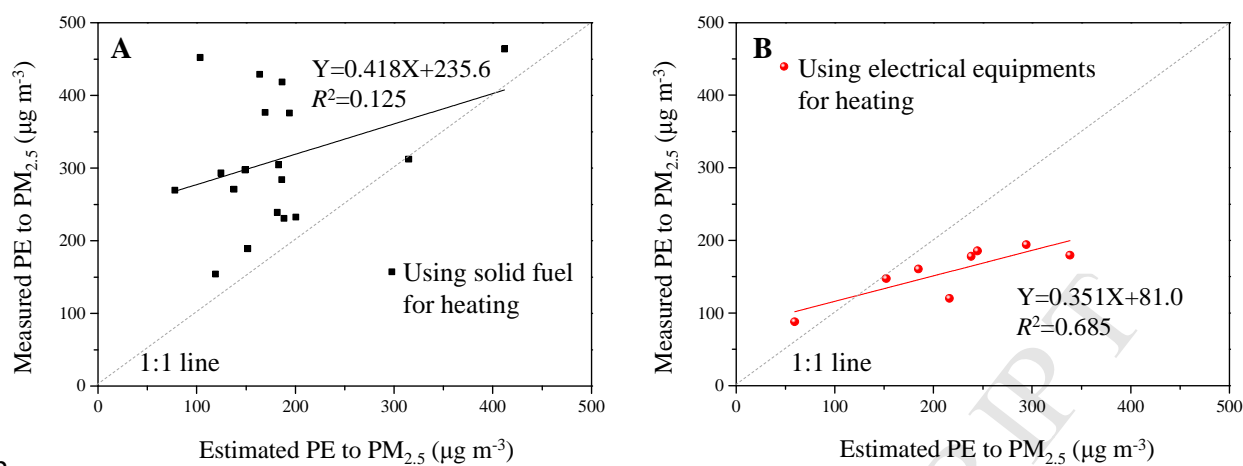 A
Y=0.418X+235.6
R²=0.125
Using solid fuel
for heating
1:1 line
Measured PE to PM₂.₅ (μg m⁻³)
500
400
300
200
100
0
0 100 200 300 400 500
Estimated PE to PM₂.₅ (μg m⁻³)
B
Using electrical equipments
for heating
Y=0.351X+81.0
R²=0.685
1:1 line
Measured PE to PM₂.₅ (μg m⁻³)
500
400
300
200
100
0
0 100 200 300 400 500
Estimated PE to PM₂.₅ (μg m⁻³)
IPT